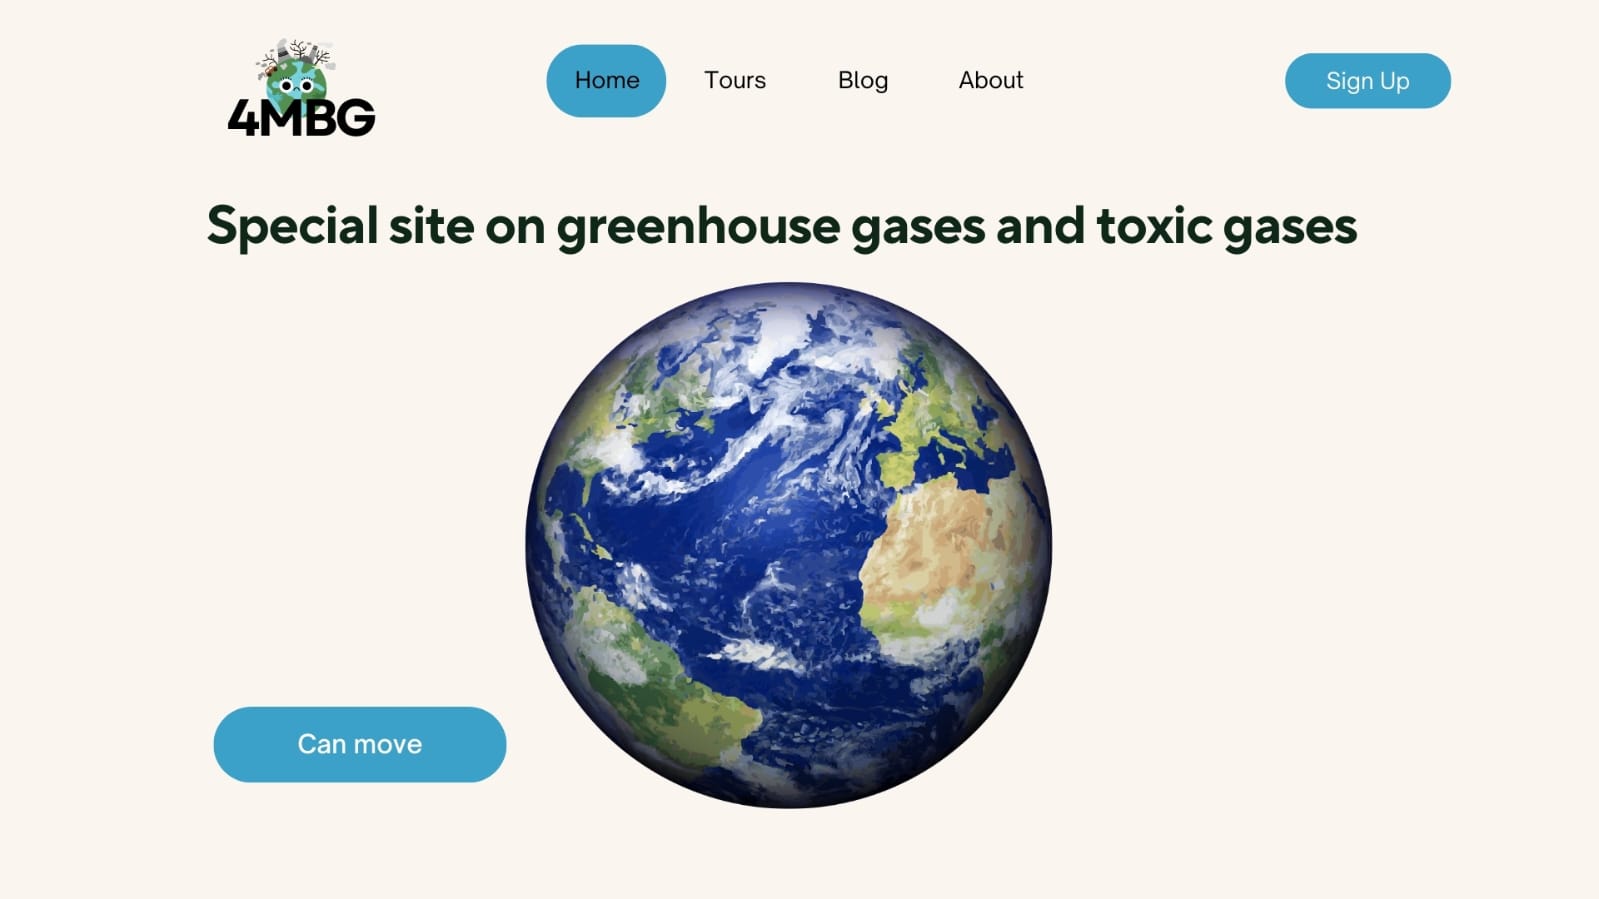 4MBG
Home
Tours
Blog
About
Sign Up
Special site on greenhouse gases and toxic gases
Can move